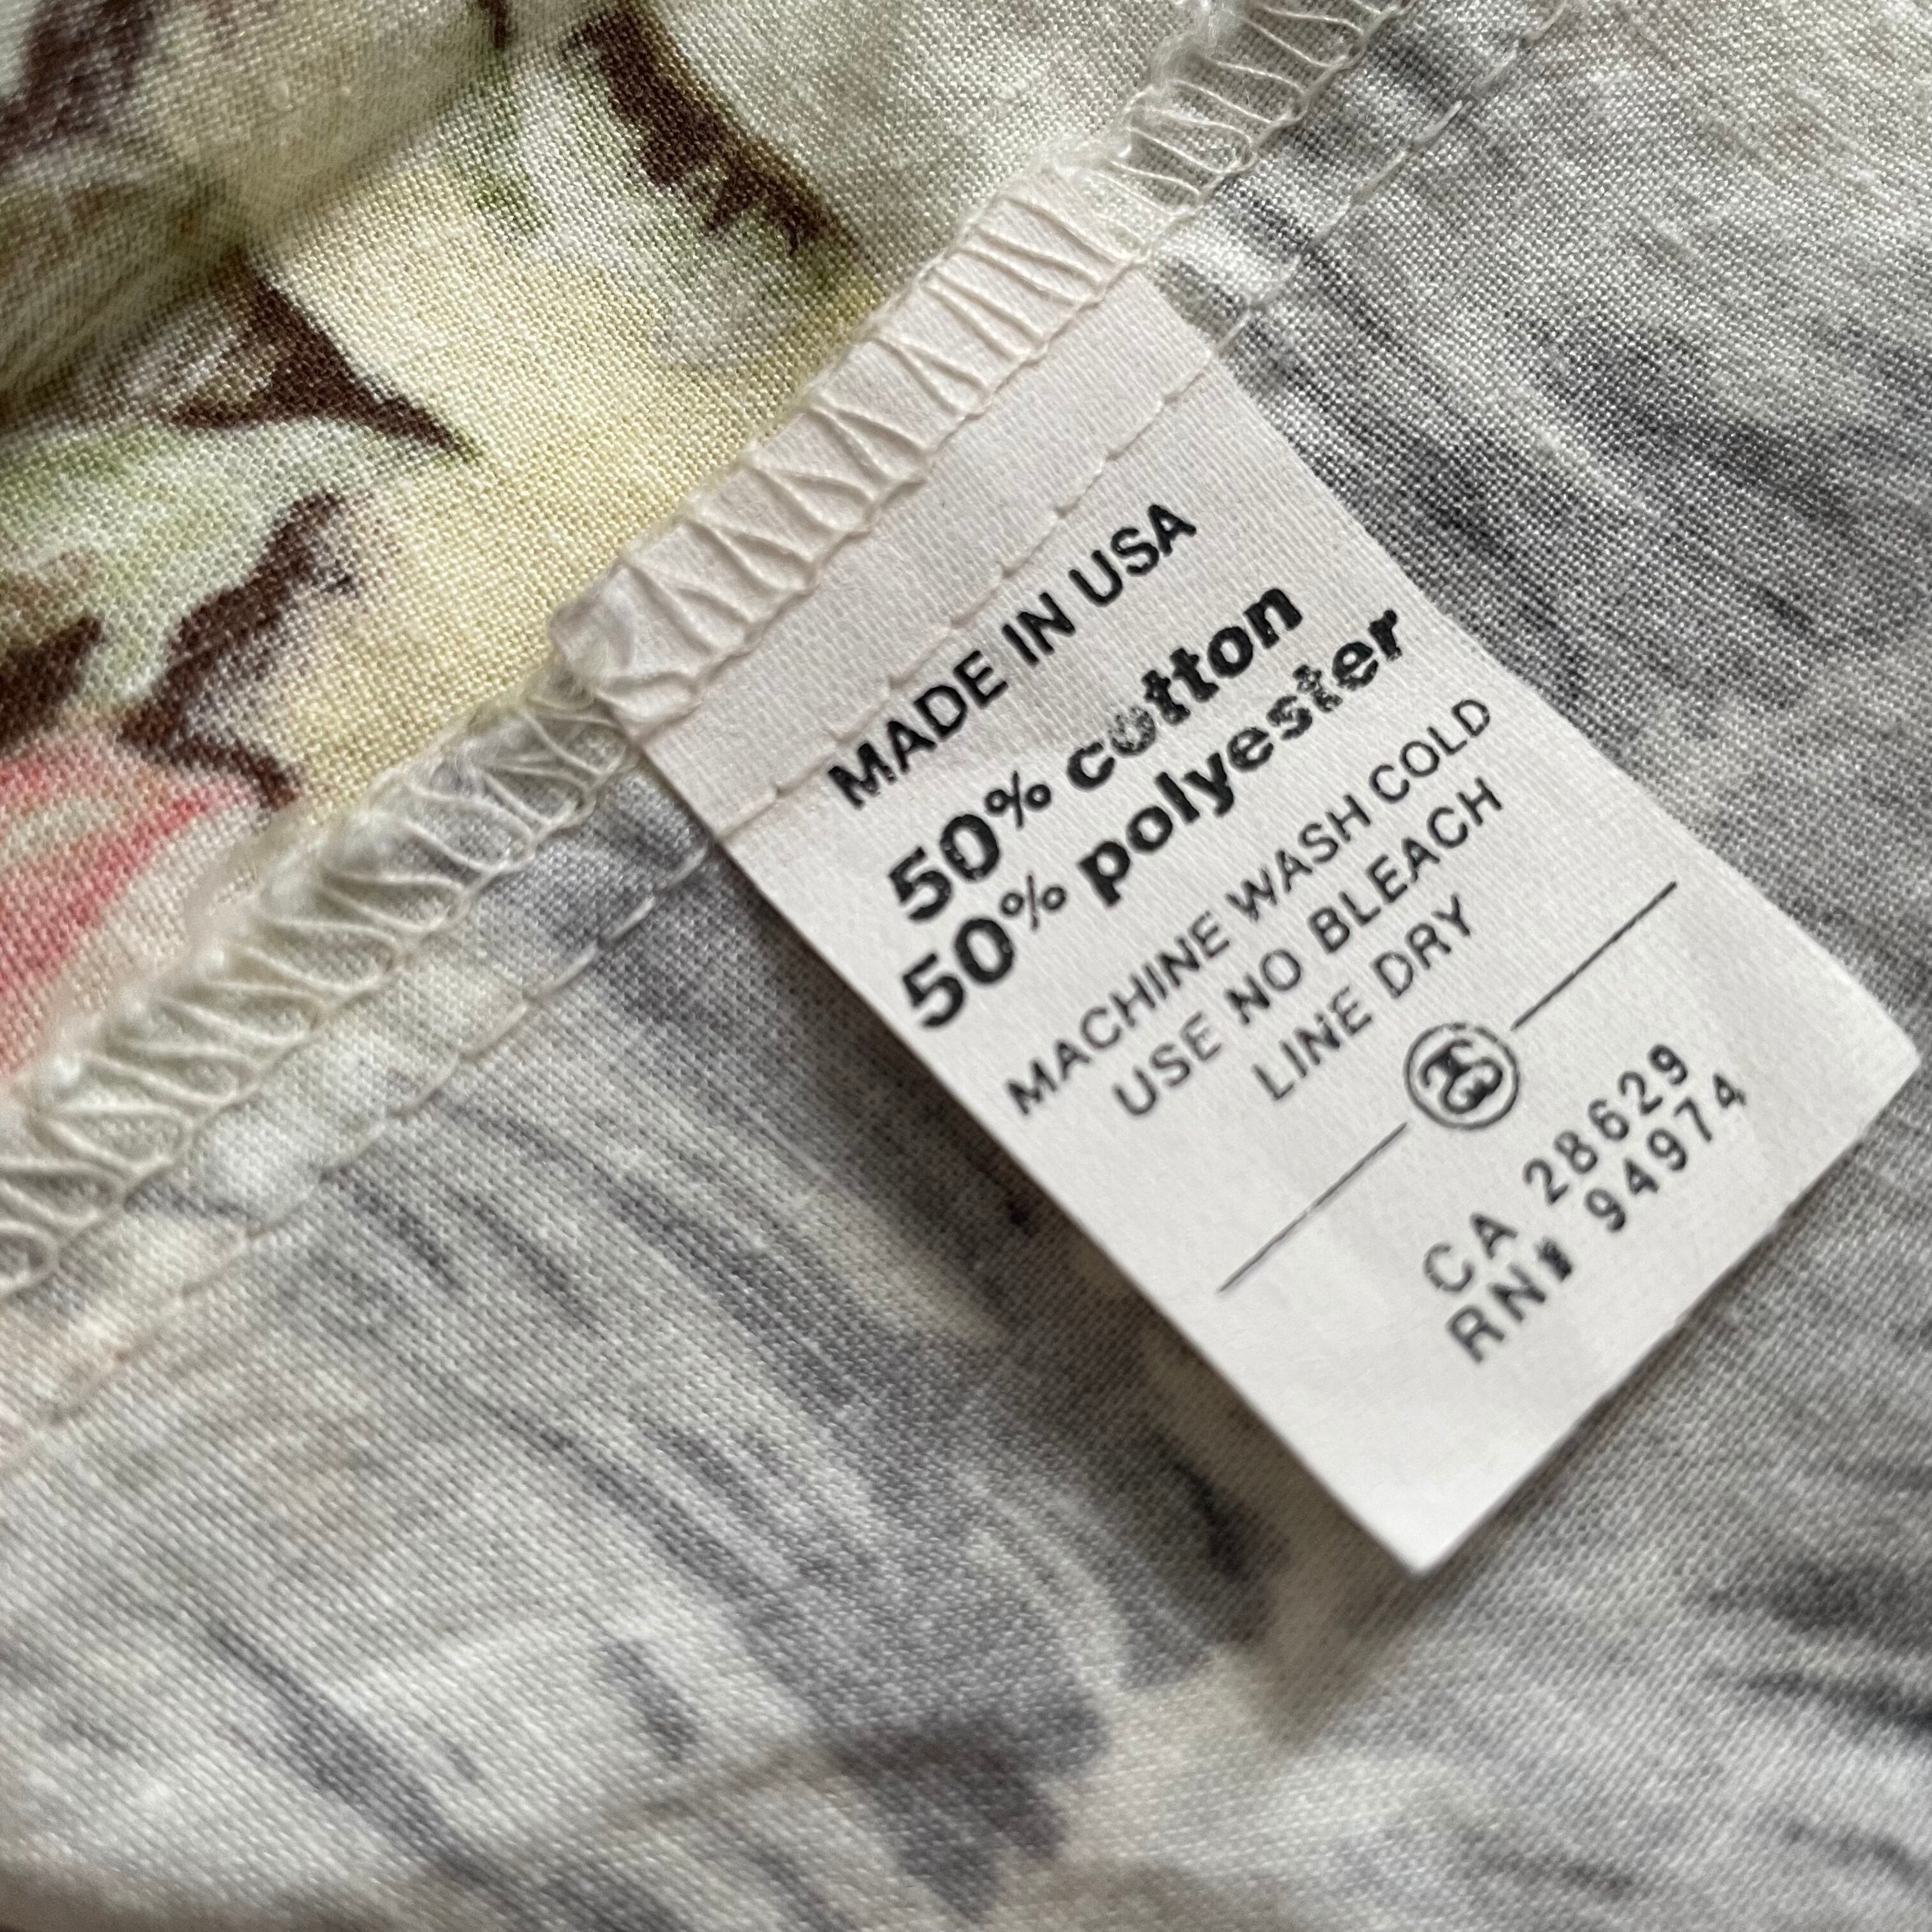 MADE IN USA
50% cotton
50% polyester
MACHINE WASH COLD
USE NO BLEACH
LINE DRY
CA 28629
RN# 94974